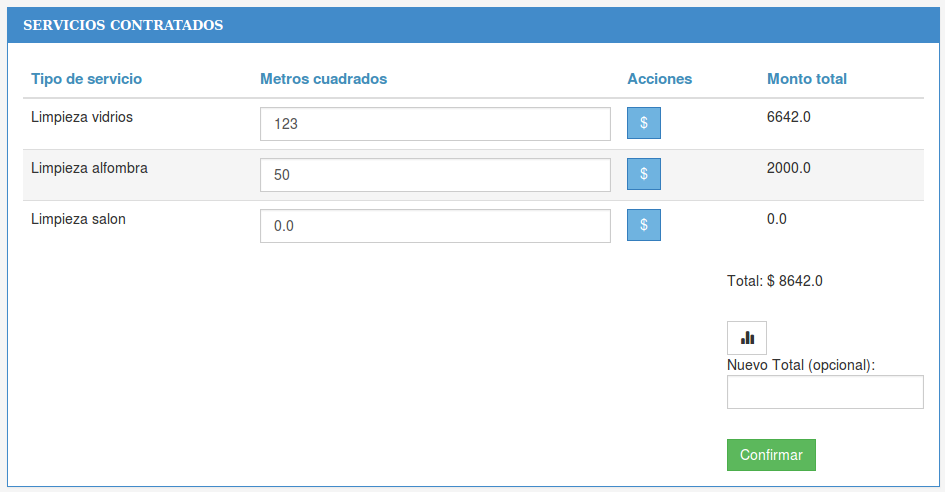 SERVICIOS CONTRATADOS
Tipo de servicio Metros cuadrados Acciones Monto total
Limpieza vidrios 123 $ 6642.0
Limpieza alfombra 50 $ 2000.0
Limpieza salon 0.0 $ 0.0
Total: $ 8642.0
Nuevo Total (opcional):
Confirmar